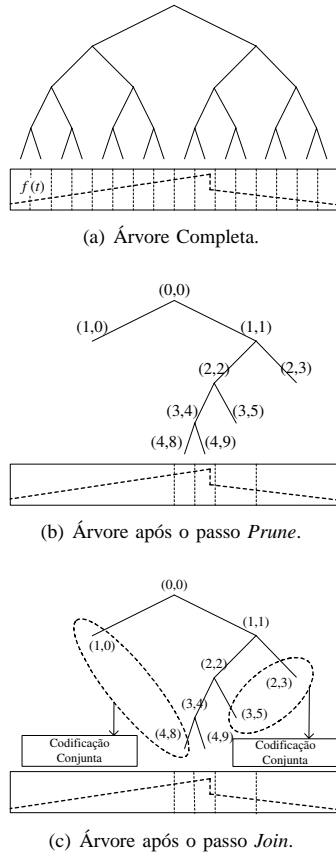 f(t)
(a) Árvore Completa.
(0,0)
(1,0) (1,1)
(2,2) (2,3)
(3,4) (3,5)
(4,8) (4,9)
(b) Árvore após o passo Prune.
(0,0)
(1,0) (1,1)
(2,2) (2,3)
(3,4) (3,5)
(4,8) (4,9)
Codificação
Conjunta
Codificação
Conjunta
(c) Árvore após o passo Join.